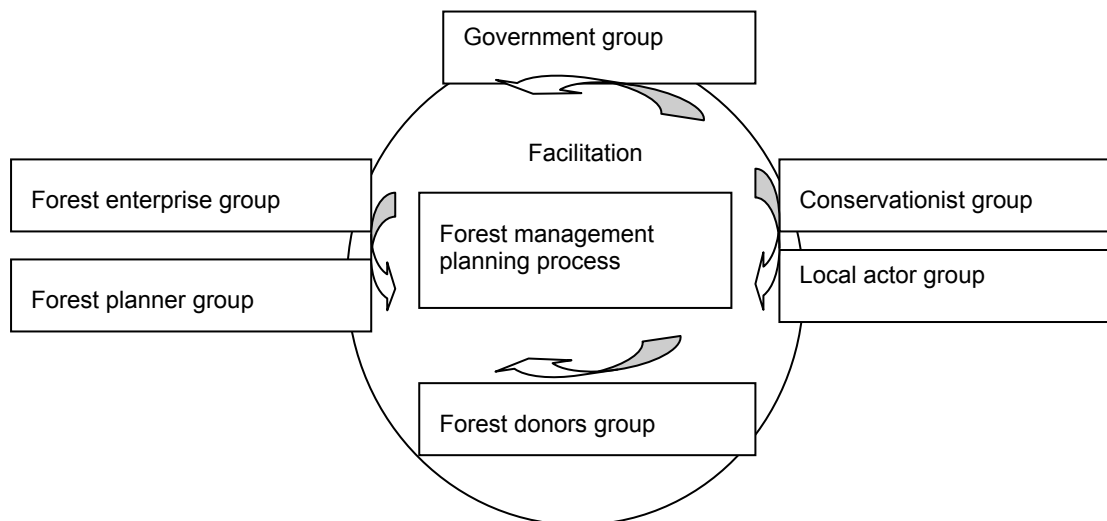 Government group
Facilitation
Forest enterprise group
Conservationist group
Forest management
planning process
Forest planner group
Local actor group
Forest donors group